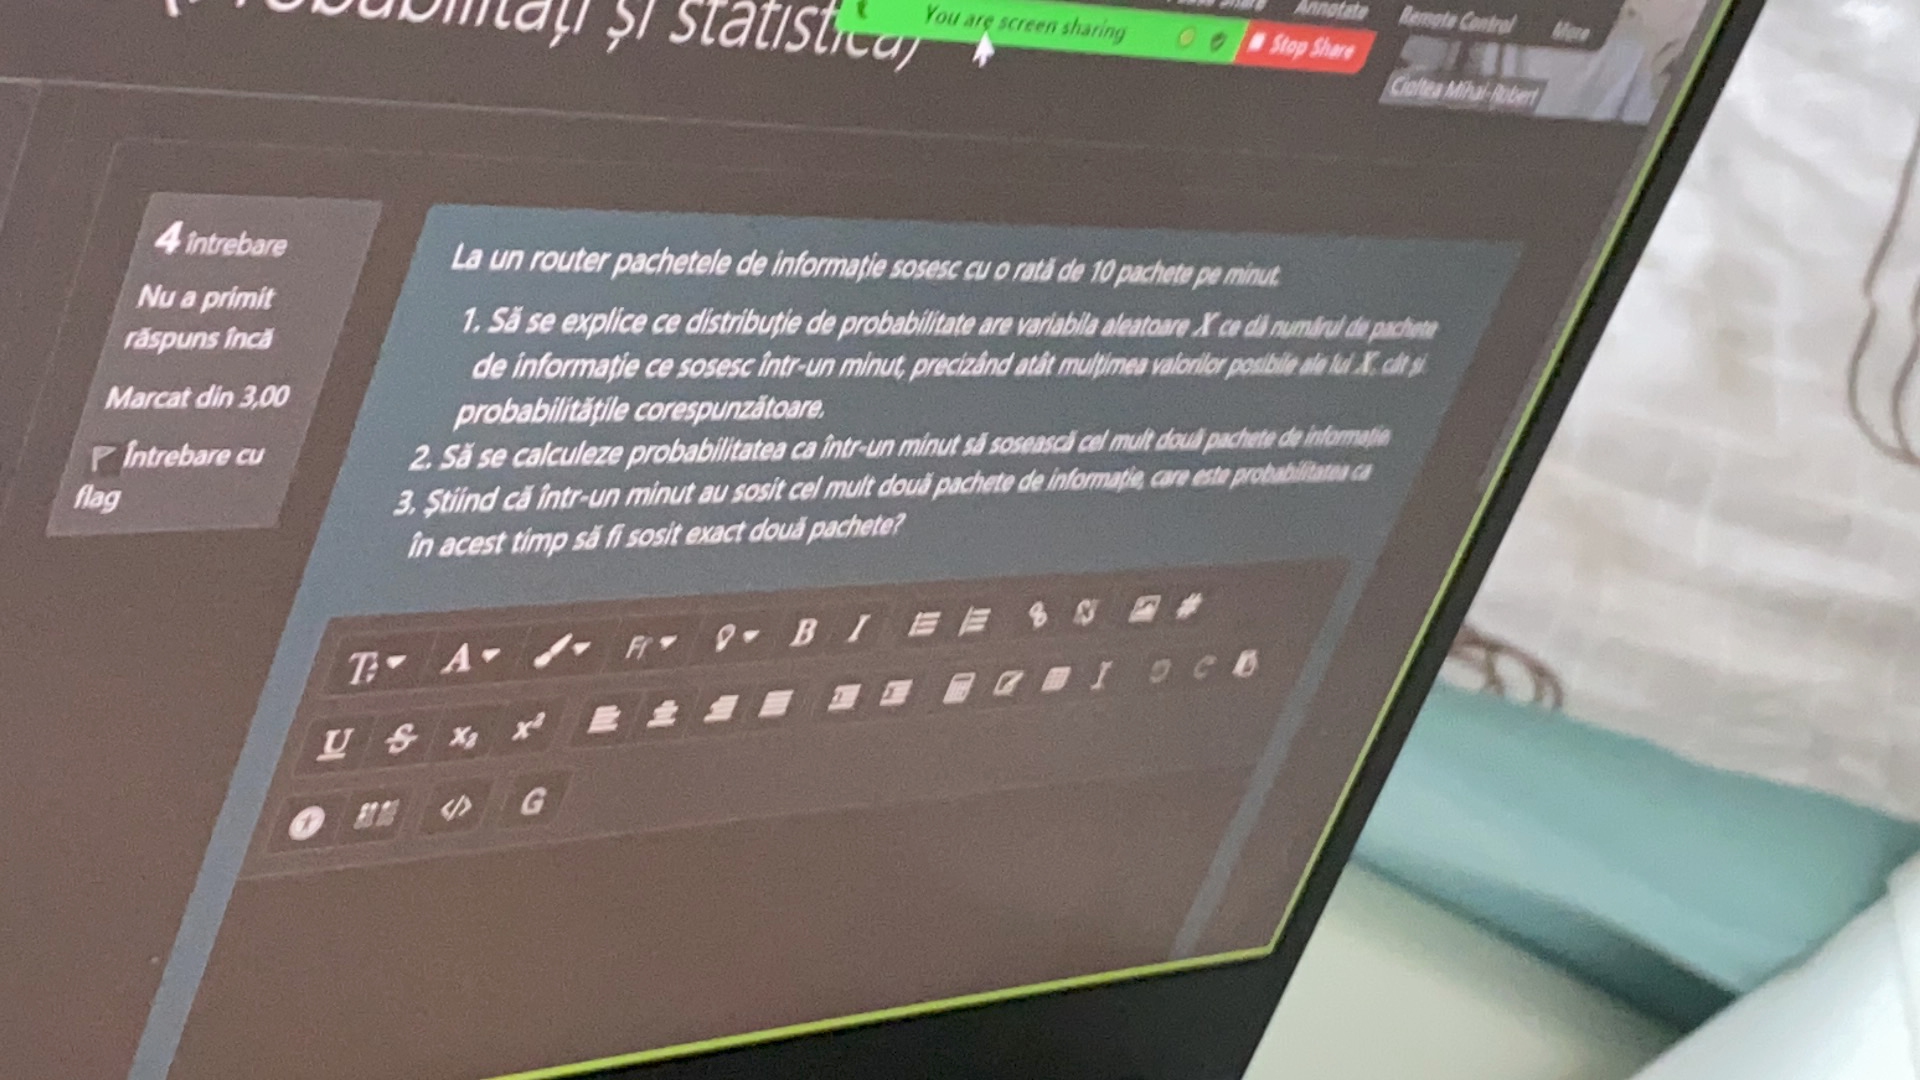 și statistică)
You are screen sharing
Stop Share
Annotate
Remote Control
More
Cioltea Mihai-Robert
4 întrebare
Nu a primit
răspuns încă
Marcat din 3,00
Întrebare cu
flag
La un router pachetele de informație sosesc cu o rată de 10 pachete pe minut.
1. Să se explice ce distribuție de probabilitate are variabila aleatoare X ce dă numărul de pachete
de informație ce sosesc într-un minut, precizând atât mulțimea valorilor posibile ale lui X, cât și
probabilitățile corespunzătoare.
2. Să se calculeze probabilitatea ca într-un minut să sosească cel mult două pachete de informație
3. Știind că într-un minut au sosit cel mult două pachete de informație, care este probabilitatea ca
în acest timp să fi sosit exact două pachete?